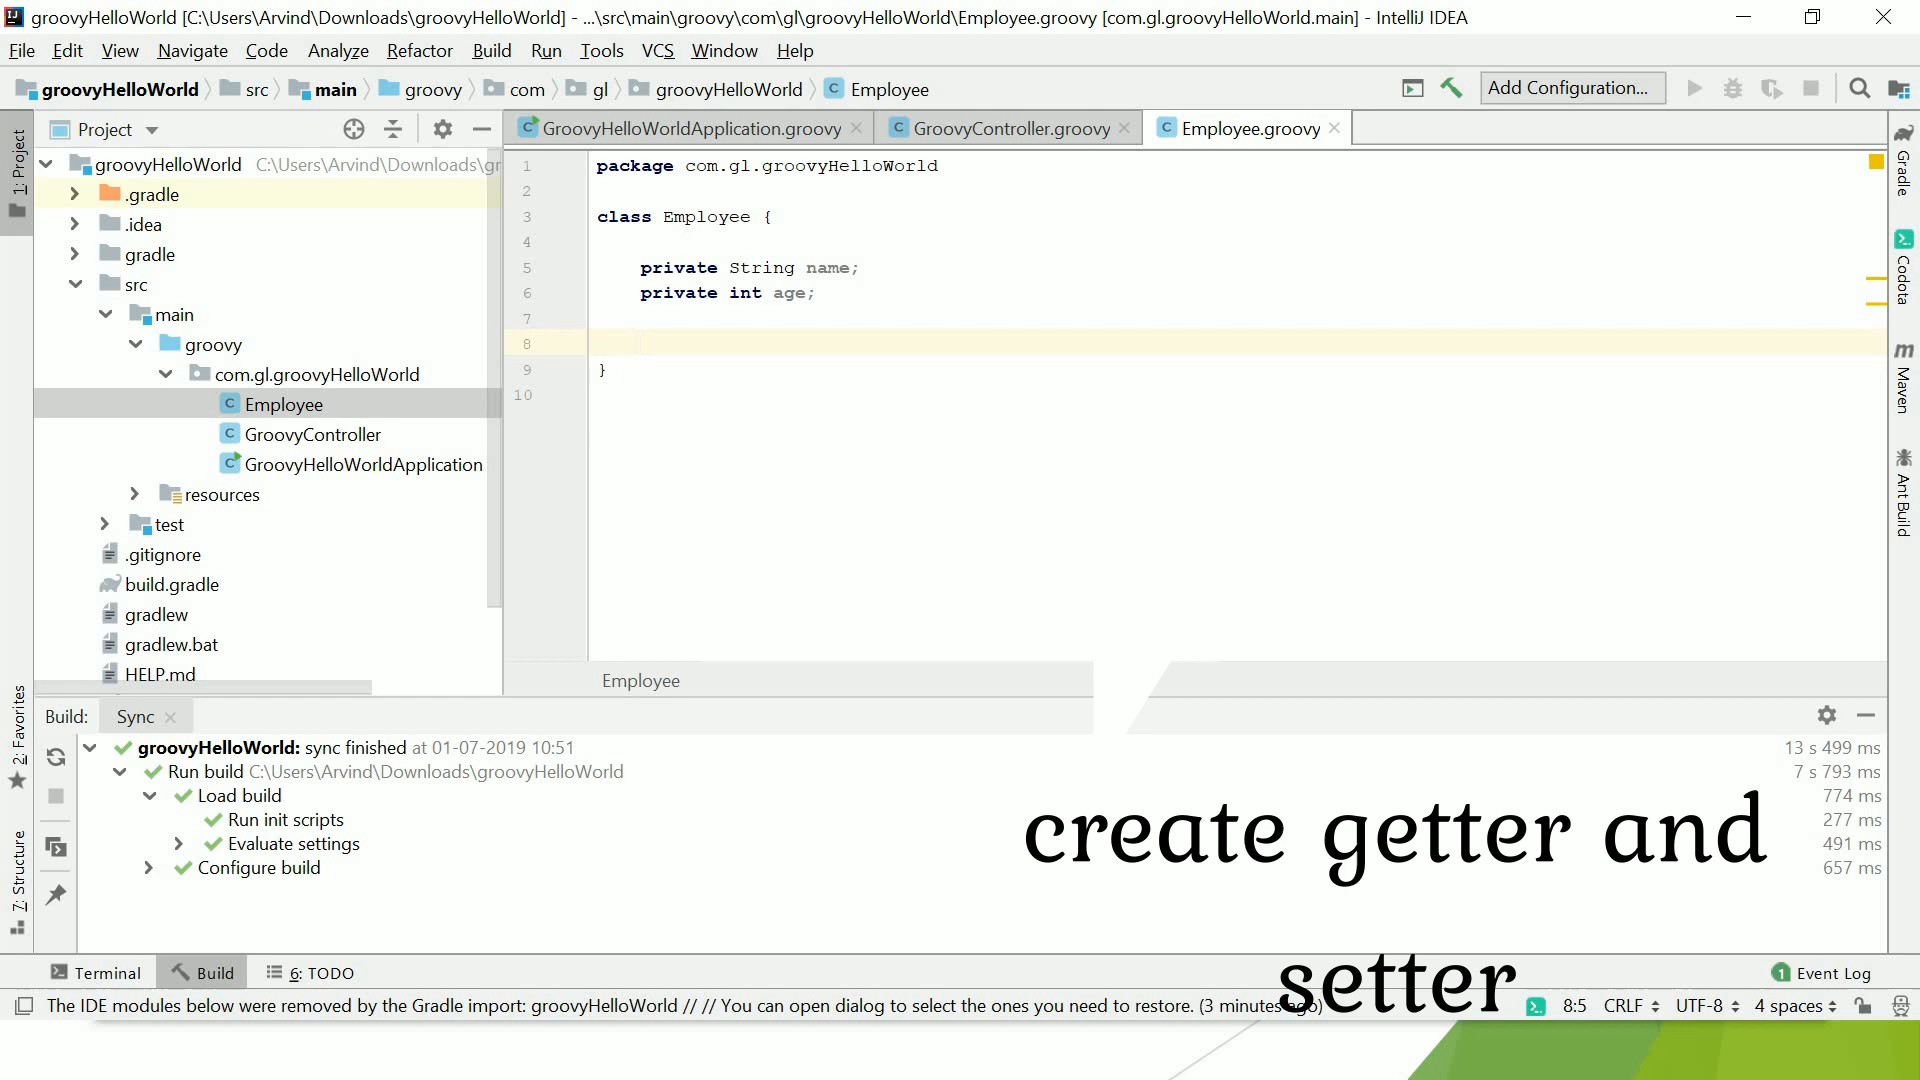 groovyHelloWorld [C:\Users\Arvind\Downloads\groovyHelloWorld] - ...\src\main\groovy\com\gl\groovyHelloWorld\Employee.groovy [com.gl.groovyHelloWorld.main] - IntelliJ IDEA
File Edit View Navigate Code Analyze Refactor Build Run Tools VCS Window Help
groovyHelloWorld src main groovy com gl groovyHelloWorld Employee Add Configuration...
Project
GroovyHelloWorldApplication.groovy GroovyController.groovy Employee.groovy
groovyHelloWorld C:\Users\Arvind\Downloads\gr
.gradle
.idea
gradle
src
main
groovy
com.gl.groovyHelloWorld
Employee
GroovyController
GroovyHelloWorldApplication
resources
test
.gitignore
build.gradle
gradlew
gradlew.bat
HELP.md
1 package com.gl.groovyHelloWorld
2
3 class Employee {
4
5 private String name;
6 private int age;
7
8
9 }
10
Employee
1: Project
2: Favorites
7: Structure
Gradle
Codota
Maven
Ant Build
Build: Sync
groovyHelloWorld: sync finished at 01-07-2019 10:51 13 s 499 ms
Run build C:\Users\Arvind\Downloads\groovyHelloWorld 7 s 793 ms
Load build 774 ms
Run init scripts 277 ms
Evaluate settings 491 ms
Configure build 657 ms
create getter and
setter
Terminal Build 6: TODO 1 Event Log
The IDE modules below were removed by the Gradle import: groovyHelloWorld // // You can open dialog to select the ones you need to restore. (3 minutes ago) 8:5 CRLF UTF-8 4 spaces